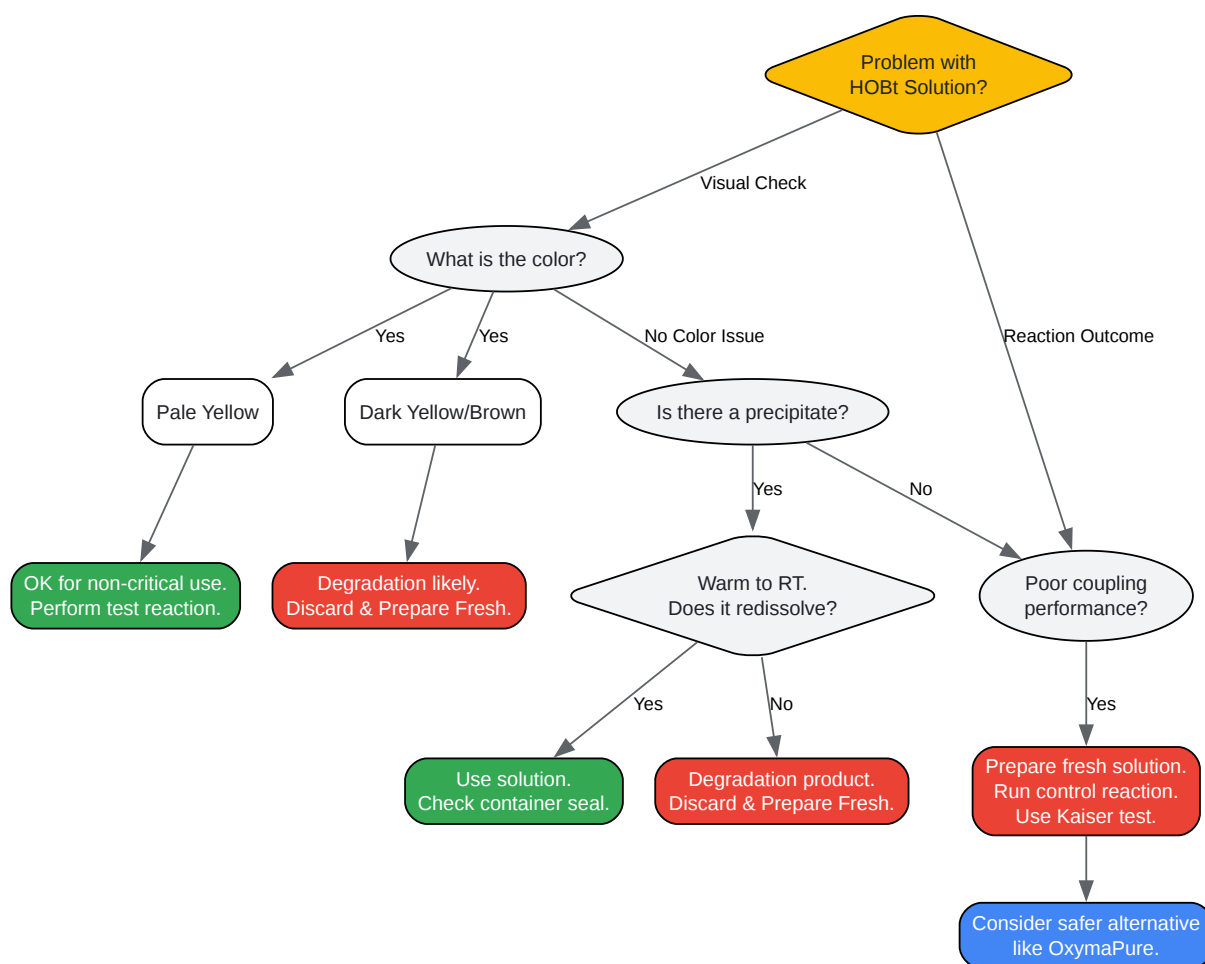 Problem with
HOBt Solution?
Visual Check
What is the color?
Yes
Yes
No Color Issue
Reaction Outcome
Pale Yellow
Dark Yellow/Brown
Is there a precipitate?
Yes
No
OK for non-critical use.
Perform test reaction.
Degradation likely.
Discard & Prepare Fresh.
Warm to RT.
Does it redissolve?
Poor coupling
performance?
Yes
No
Yes
Use solution.
Check container seal.
Degradation product.
Discard & Prepare Fresh.
Prepare fresh solution.
Run control reaction.
Use Kaiser test.
Consider safer alternative
like OxymaPure.